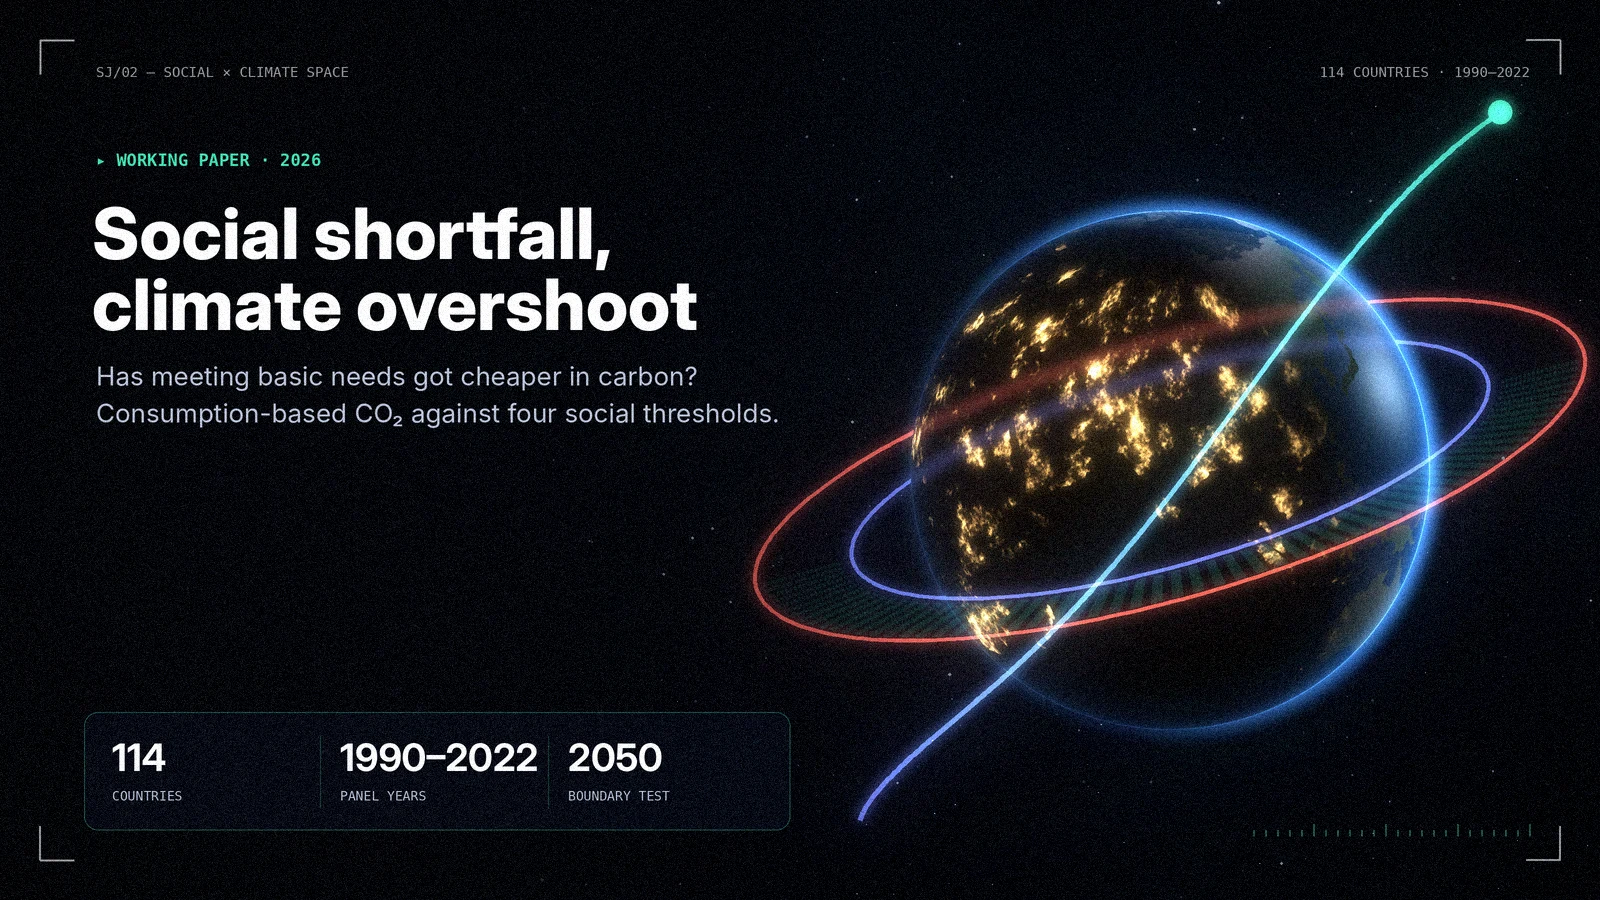 SJ/02 — SOCIAL × CLIMATE SPACE
114 COUNTRIES · 1990–2022
▸ WORKING PAPER · 2026
Social shortfall,
climate overshoot
Has meeting basic needs got cheaper in carbon?
Consumption-based CO₂ against four social thresholds.
114
COUNTRIES
1990–2022
PANEL YEARS
2050
BOUNDARY TEST